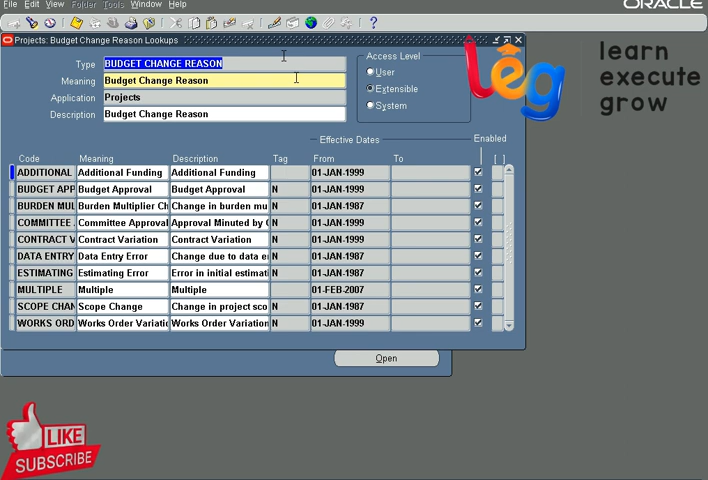 File Edit View Folder Tools Window Help
ORACLE
Projects: Budget Change Reason Lookups
Type BUDGET CHANGE REASON
Meaning Budget Change Reason
Application Projects
Description Budget Change Reason
Access Level
User
Extensible
System
leg
learn
execute
grow
Effective Dates Enabled
Code Meaning Description Tag From To [ ]
ADDITIONAL Additional Funding Additional Funding 01-JAN-1999
BUDGET APP Budget Approval Budget Approval N 01-JAN-1999
BURDEN MUL Burden Multiplier Ch Change in burden mu N 01-JAN-1987
COMMITTEE Committee Approval Approval Minuted by N 01-JAN-1999
CONTRACT V Contract Variation Contract Variation N 01-JAN-1999
DATA ENTRY Data Entry Error Change due to data e N 01-JAN-1987
ESTIMATING Estimating Error Error in initial estimat N 01-JAN-1987
MULTIPLE Multiple Multiple N 01-FEB-2007
SCOPE CHAN Scope Change Change in project sco N 01-JAN-1987
WORKS ORD Works Order Variatio Works Order Variation N 01-JAN-1999
Open
LIKE
SUBSCRIBE